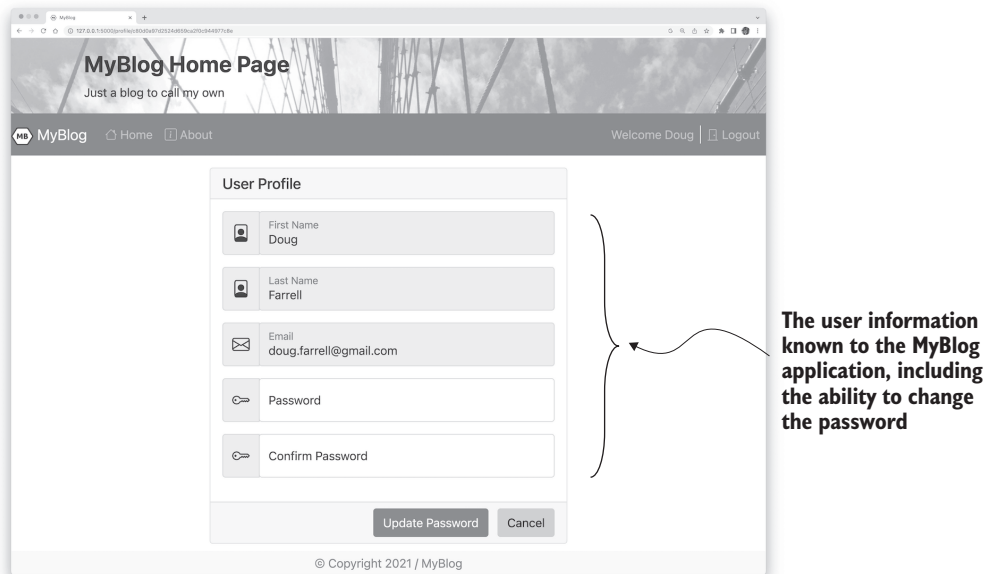 MyBlog
127.0.0.1:5000/profile/c80d0a87d2524d659ca2f0c944977c8e
MyBlog Home Page
Just a blog to call my own
MB MyBlog Home About Welcome Doug Logout
User Profile
First Name
Doug
Last Name
Farrell
Email
doug.farrell@gmail.com
Password
Confirm Password
Update Password Cancel
© Copyright 2021 / MyBlog
The user information
known to the MyBlog
application, including
the ability to change
the password